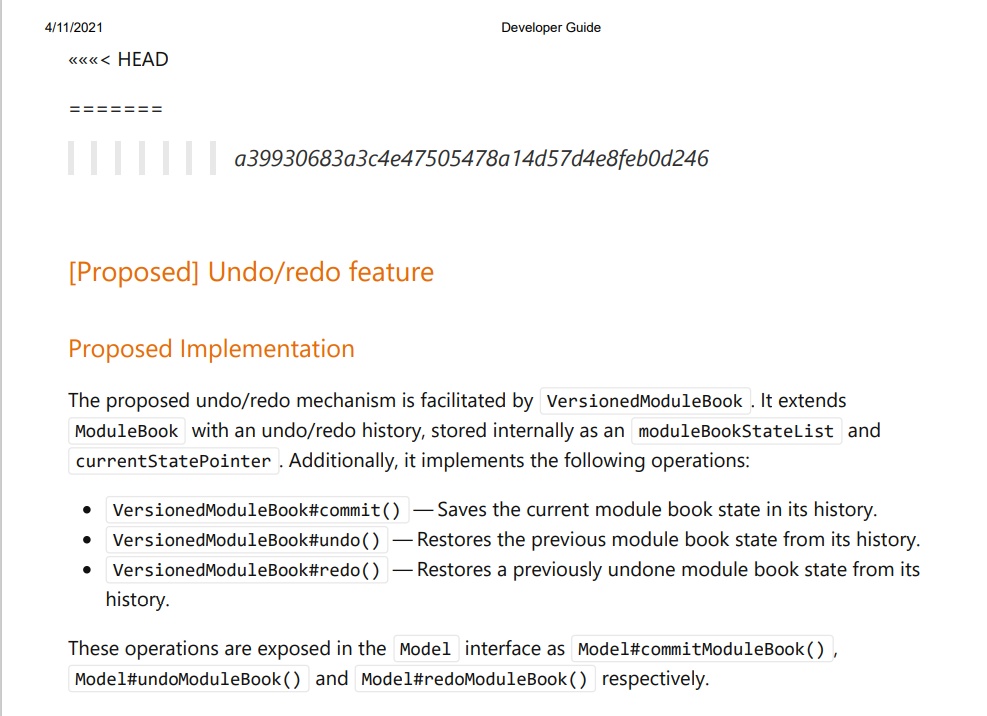 4/11/2021 Developer Guide
«««< HEAD
=======
a39930683a3c4e47505478a14d57d4e8feb0d246
[Proposed] Undo/redo feature
Proposed Implementation
The proposed undo/redo mechanism is facilitated by VersionedModuleBook. It extends
ModuleBook with an undo/redo history, stored internally as an moduleBookStateList and
currentStatePointer. Additionally, it implements the following operations:
• VersionedModuleBook#commit() — Saves the current module book state in its history.
• VersionedModuleBook#undo() — Restores the previous module book state from its history.
• VersionedModuleBook#redo() — Restores a previously undone module book state from its
history.
These operations are exposed in the Model interface as Model#commitModuleBook(),
Model#undoModuleBook() and Model#redoModuleBook() respectively.